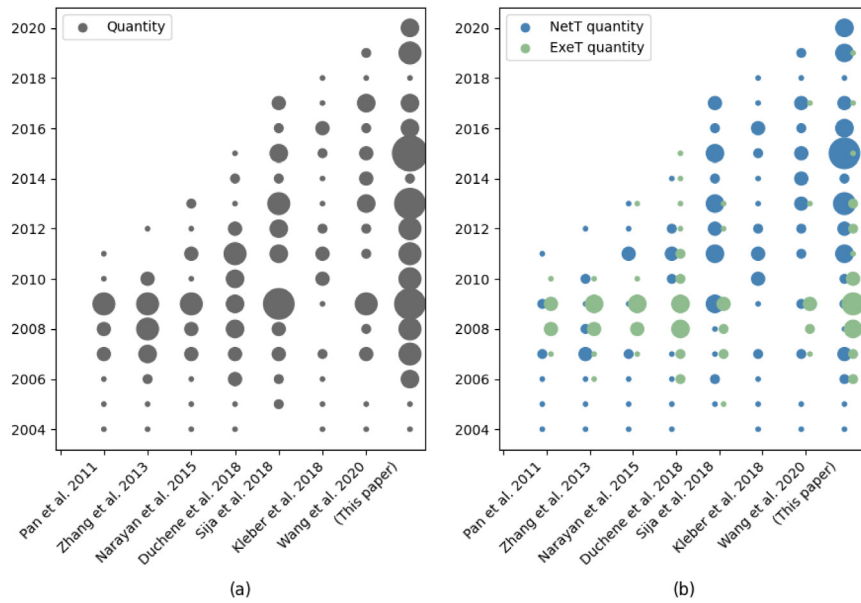 Quantity
2020
2018
2016
2014
2012
2010
2008
2006
2004
Pan et al. 2011
Zhang et al. 2013
Narayan et al. 2015
Duchene et al. 2018
Sija et al. 2018
Kleber et al. 2018
Wang et al. 2020
(This paper)
(a)
NetT quantity
ExeT quantity
2020
2018
2016
2014
2012
2010
2008
2006
2004
Pan et al. 2011
Zhang et al. 2013
Narayan et al. 2015
Duchene et al. 2018
Sija et al. 2018
Kleber et al. 2018
Wang et al. 2020
(This paper)
(b)